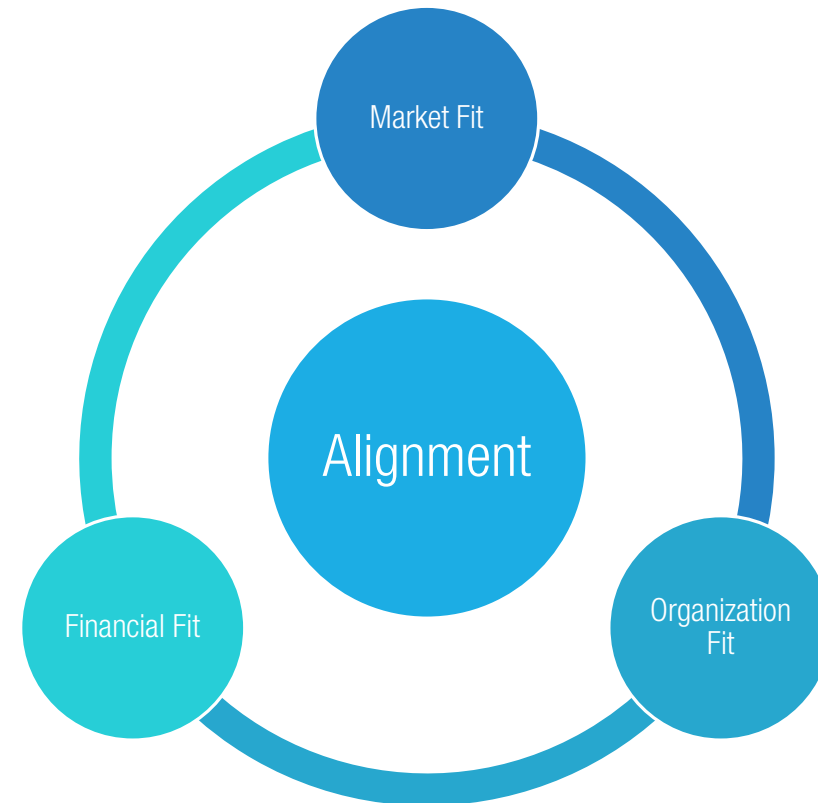 Market Fit
Alignment
Financial Fit
Organization
Fit